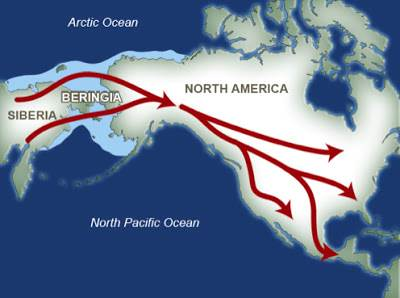 Arctic Ocean
NORTH AMERICA
BERINGIA
SIBERIA
North Pacific Ocean